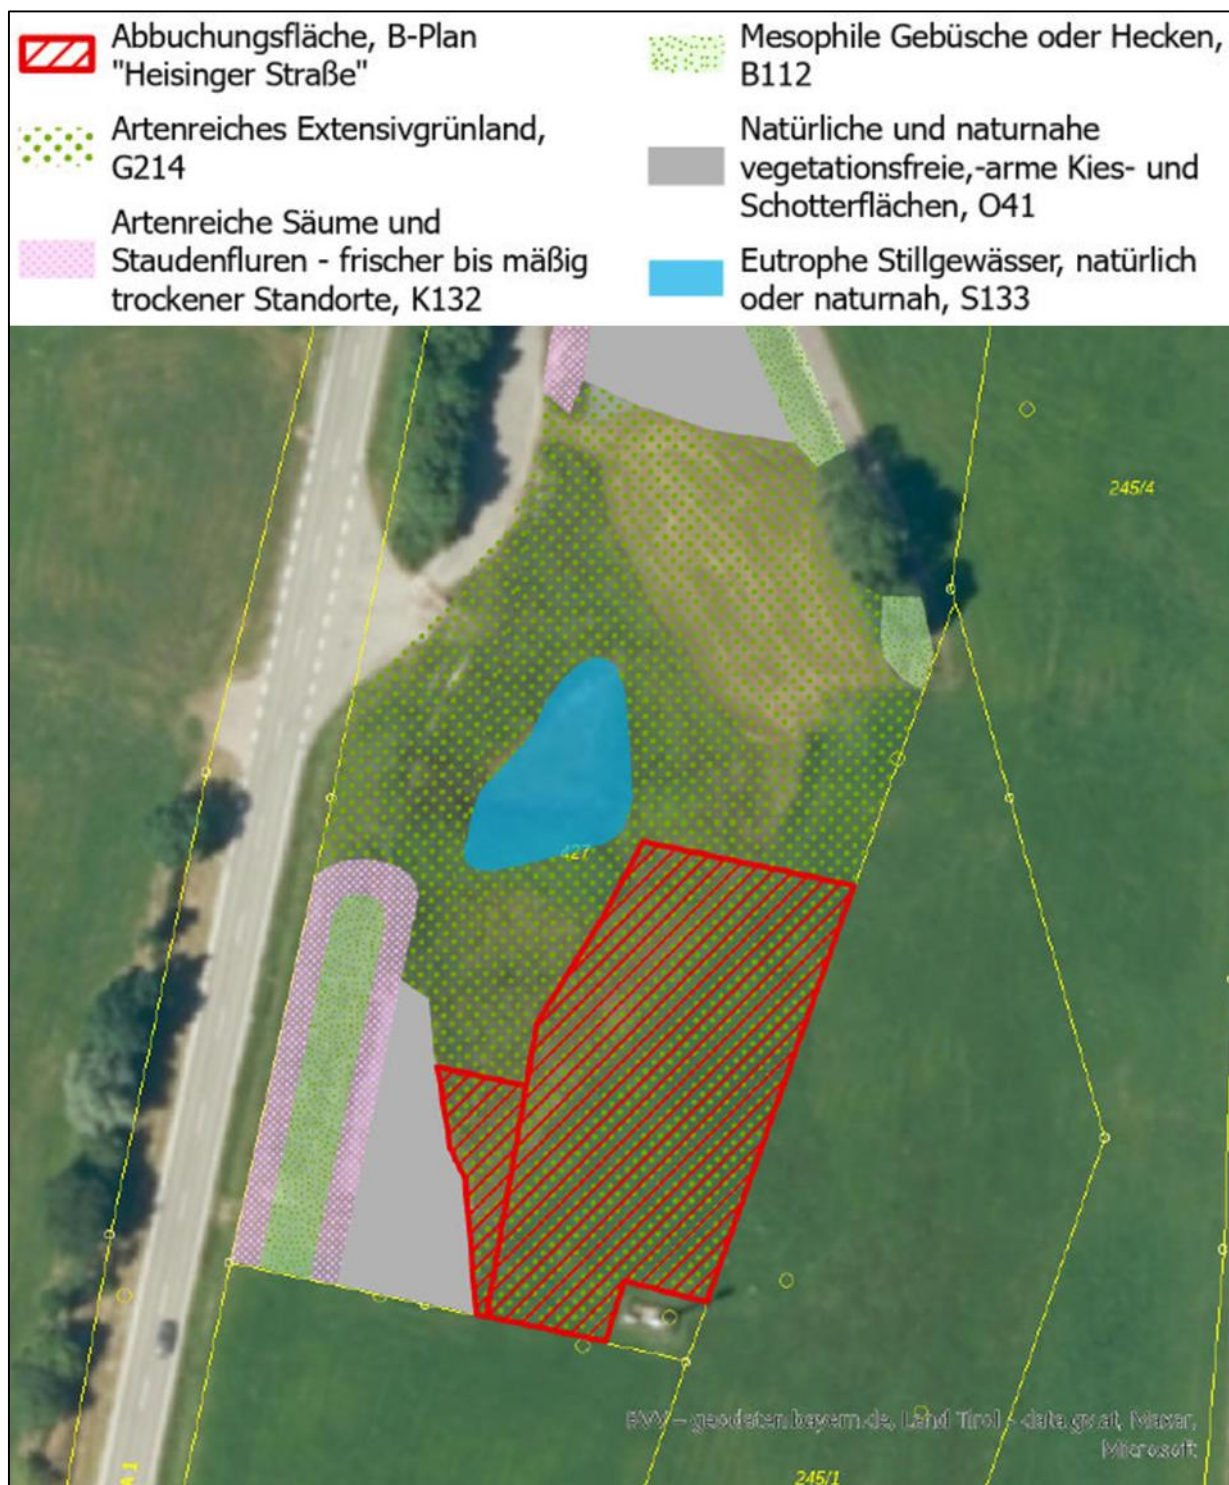 Abbuchungsfläche, B-Plan
"Heisinger Straße"
Artenreiches Extensivgrünland,
G214
Artenreiche Säume und
Staudenfluren - frischer bis mäßig
trockener Standorte, K132
Mesophile Gebüsche oder Hecken,
B112
Natürliche und naturnahe
vegetationsfreie,-arme Kies- und
Schotterflächen, O41
Eutrophe Stillgewässer, natürlich
oder naturnah, S133
245/4
427
BVV – geodaten.bayern.de, Land Tirol - data.gv.at, Maxar,
Microsoft
245/1